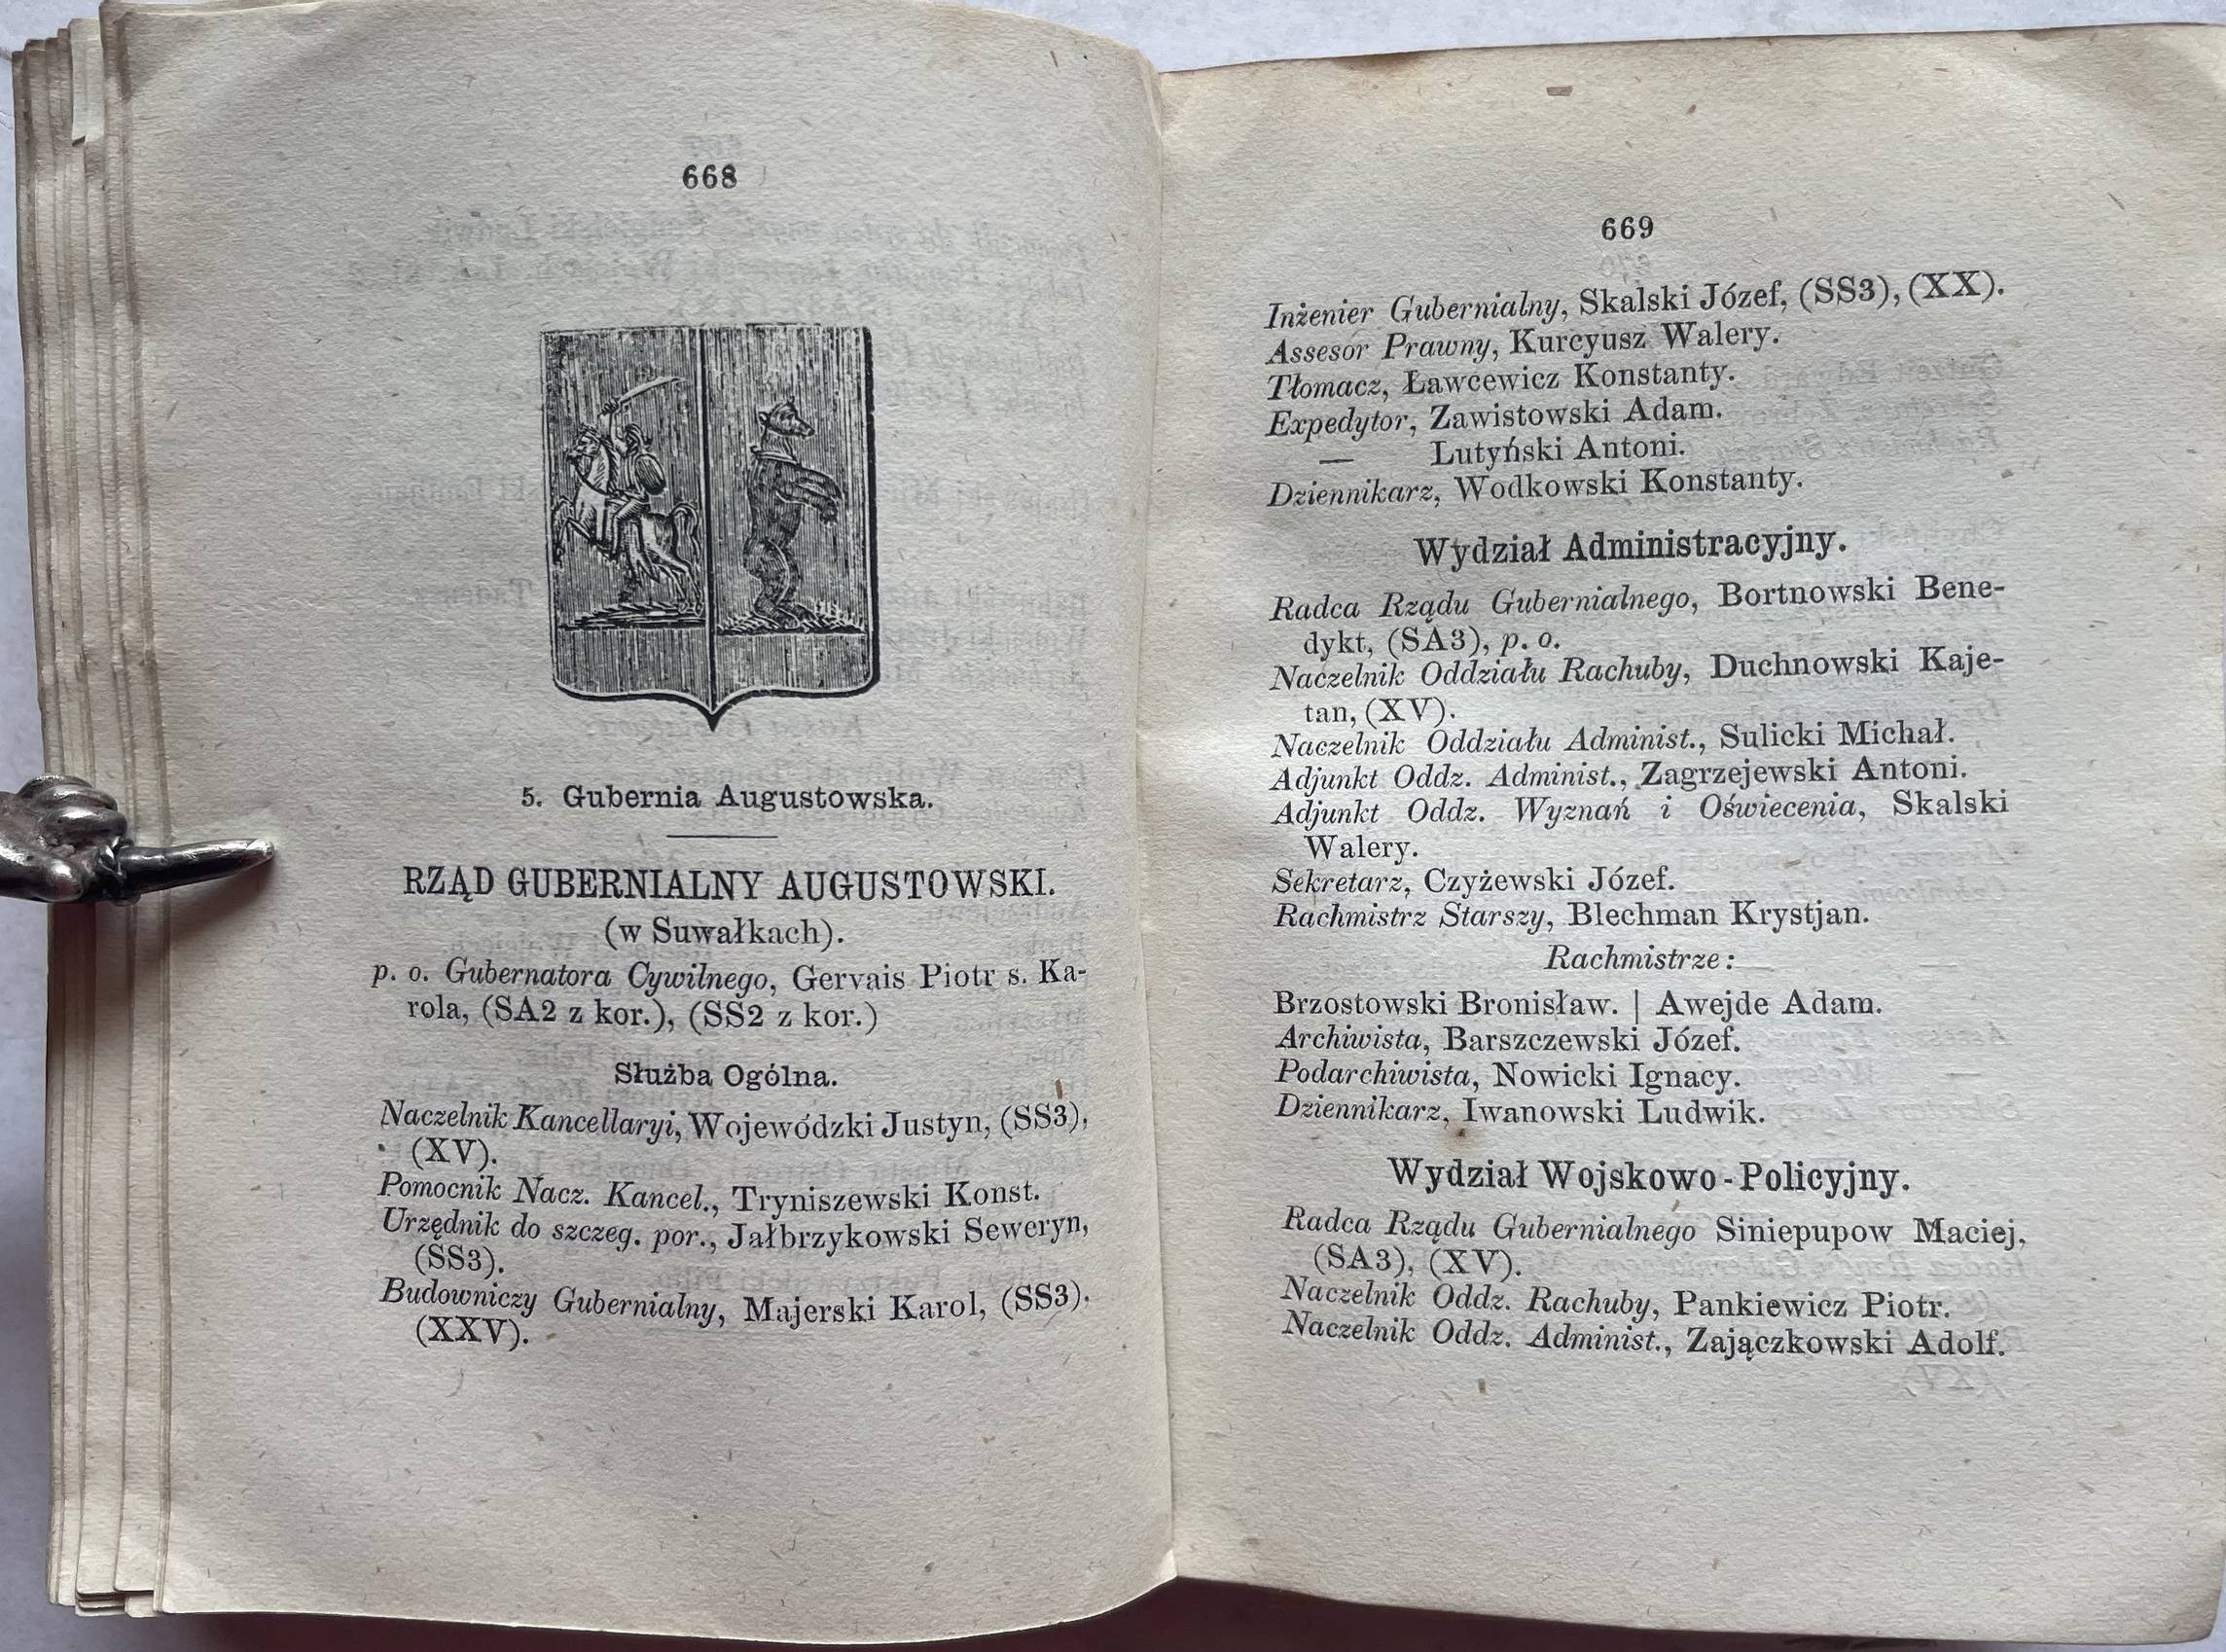 668
5. Gubernia Augustowska.
RZĄD GUBERNIALNY AUGUSTOWSKI.
(w Suwałkach).
p. o. Gubernatora Cywilnego, Gervais Piotr s. Ka-
rola, (SA2 z kor.), (SS2 z kor.)
Służba Ogólna.
Naczelnik Kancellaryi, Wojewódzki Justyn, (SS3),
(XV).
Pomocnik Nacz. Kancel., Tryniszewski Konst.
Urzędnik do szczeg. por., Jałbrzykowski Seweryn,
(SS3).
Budowniczy Gubernialny, Majerski Karol, (SS3).
(XXV).
669
Inżenier Gubernialny, Skalski Józef, (SS3), (XX).
Assesor Prawny, Kurcyusz Walery.
Tłomacz, Ławcewicz Konstanty.
Expedytor, Zawistowski Adam.
— Lutyński Antoni.
Dziennikarz, Wodkowski Konstanty.
Wydział Administracyjny.
Radca Rządu Gubernialnego, Bortnowski Bene-
dykt, (SA3), p. o.
Naczelnik Oddziału Rachuby, Duchnowski Kaje-
tan, (XV).
Naczelnik Oddziału Administ., Sulicki Michał.
Adjunkt Oddz. Administ., Zagrzejewski Antoni.
Adjunkt Oddz. Wyznań i Oświecenia, Skalski
Walery.
Sekretarz, Czyżewski Józef.
Rachmistrz Starszy, Blechman Krystjan.
Rachmistrze:
Brzostowski Bronisław. | Awejde Adam.
Archiwista, Barszczewski Józef.
Podarchiwista, Nowicki Ignacy.
Dziennikarz, Iwanowski Ludwik.
Wydział Wojskowo-Policyjny.
Radca Rządu Gubernialnego Siniepupow Maciej,
(SA3), (XV).
Naczelnik Oddz. Rachuby, Pankiewicz Piotr.
Naczelnik Oddz. Administ., Zajączkowski Adolf.